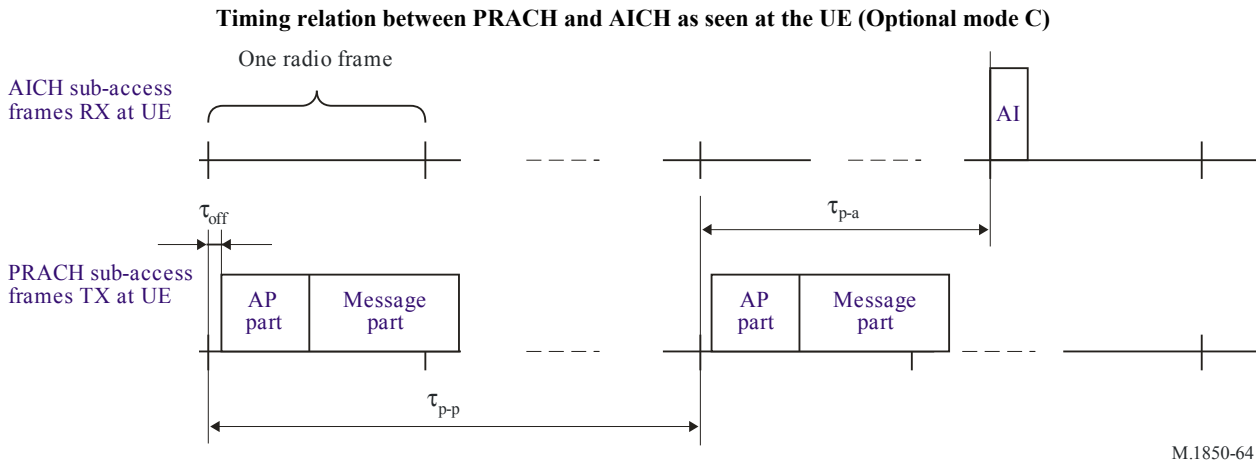 Timing relation between PRACH and AICH as seen at the UE (Optional mode C)
One radio frame
AICH sub-access
frames RX at UE
AI
τoff
τp-a
PRACH sub-access
frames TX at UE
AP
part
Message
part
AP
part
Message
part
τp-p
M.1850-64